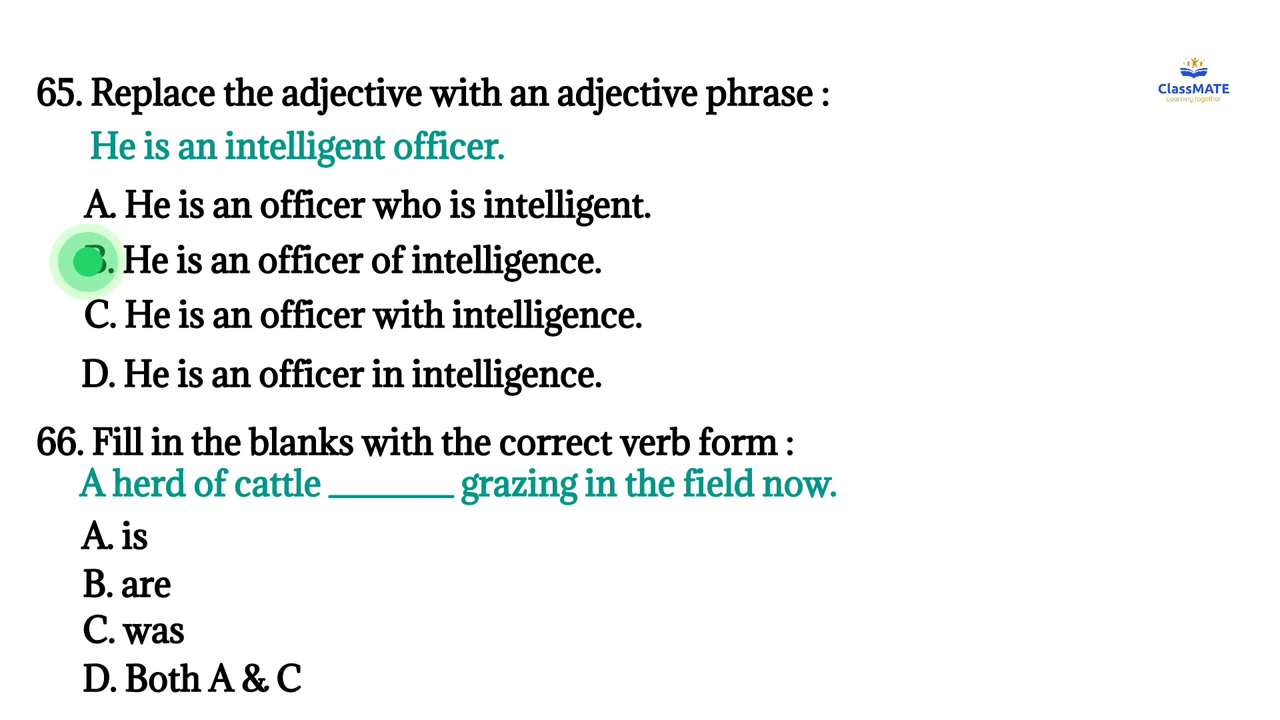 65. Replace the adjective with an adjective phrase :
ClassMATE
Learning together
He is an intelligent officer.
A. He is an officer who is intelligent.
B. He is an officer of intelligence.
C. He is an officer with intelligence.
D. He is an officer in intelligence.
66. Fill in the blanks with the correct verb form :
A herd of cattle _______ grazing in the field now.
A. is
B. are
C. was
D. Both A & C